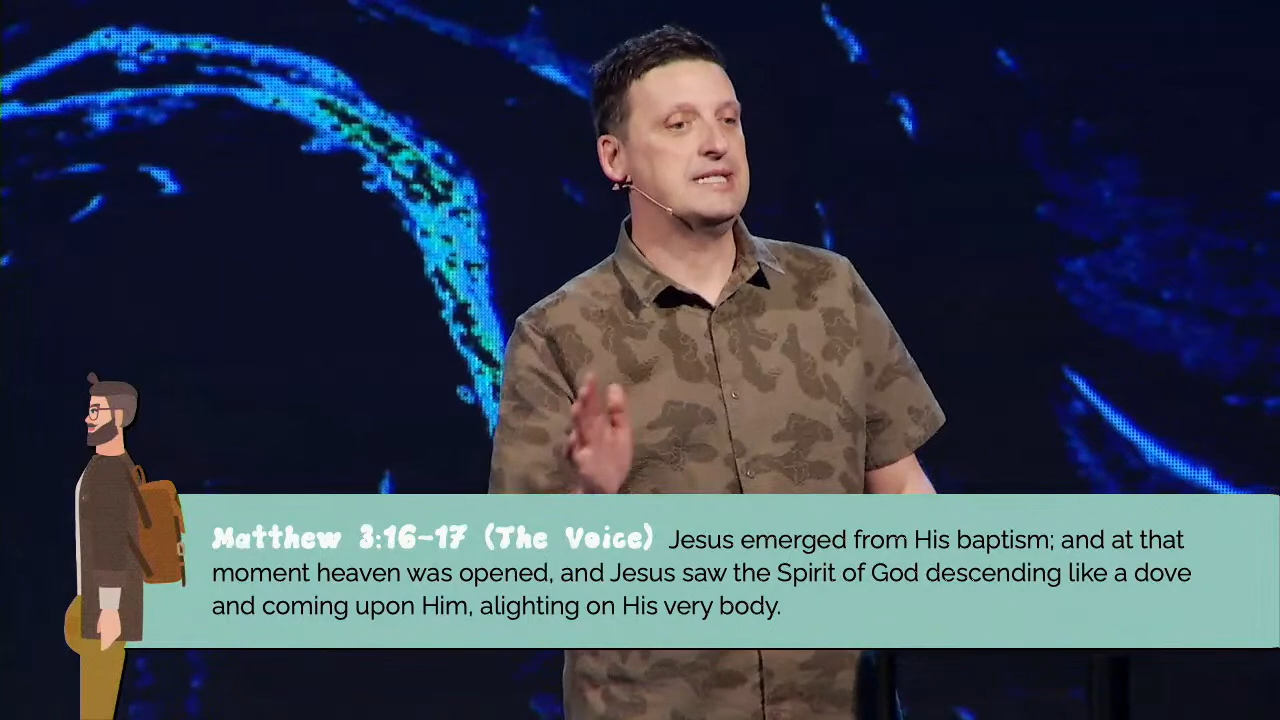 Matthew 3:16-17 (The Voice) Jesus emerged from His baptism; and at that
moment heaven was opened, and Jesus saw the Spirit of God descending like a dove
and coming upon Him, alighting on His very body.